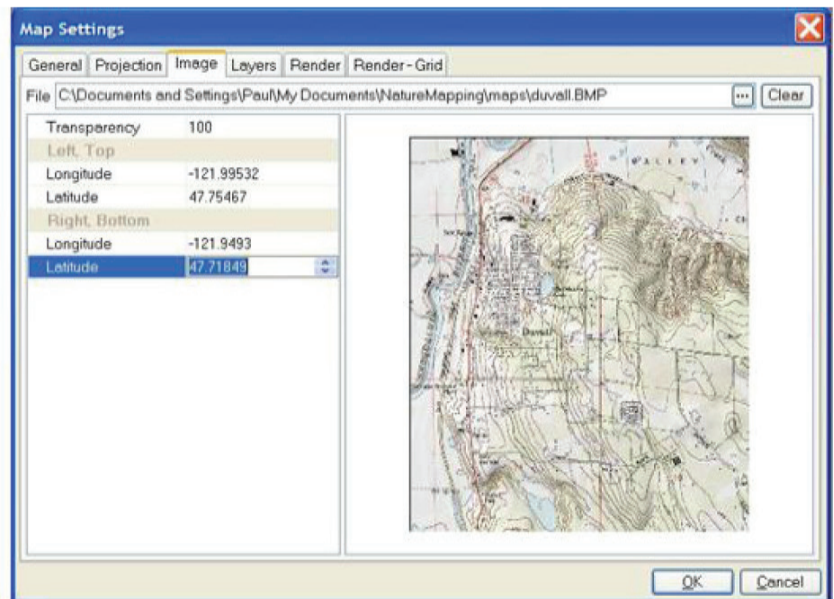 Map Settings
General Projection Image Layers Render Render-Grid
File C:\Documents and Settings\Paul\My Documents\NatureMapping\maps\duvall.BMP ... Clear
Transparency 100
Left, Top
Longitude -121.99532
Latitude 47.75467
Right, Bottom
Longitude -121.9493
Latitude 47.71849
VALLEY
Duvall
OK Cancel